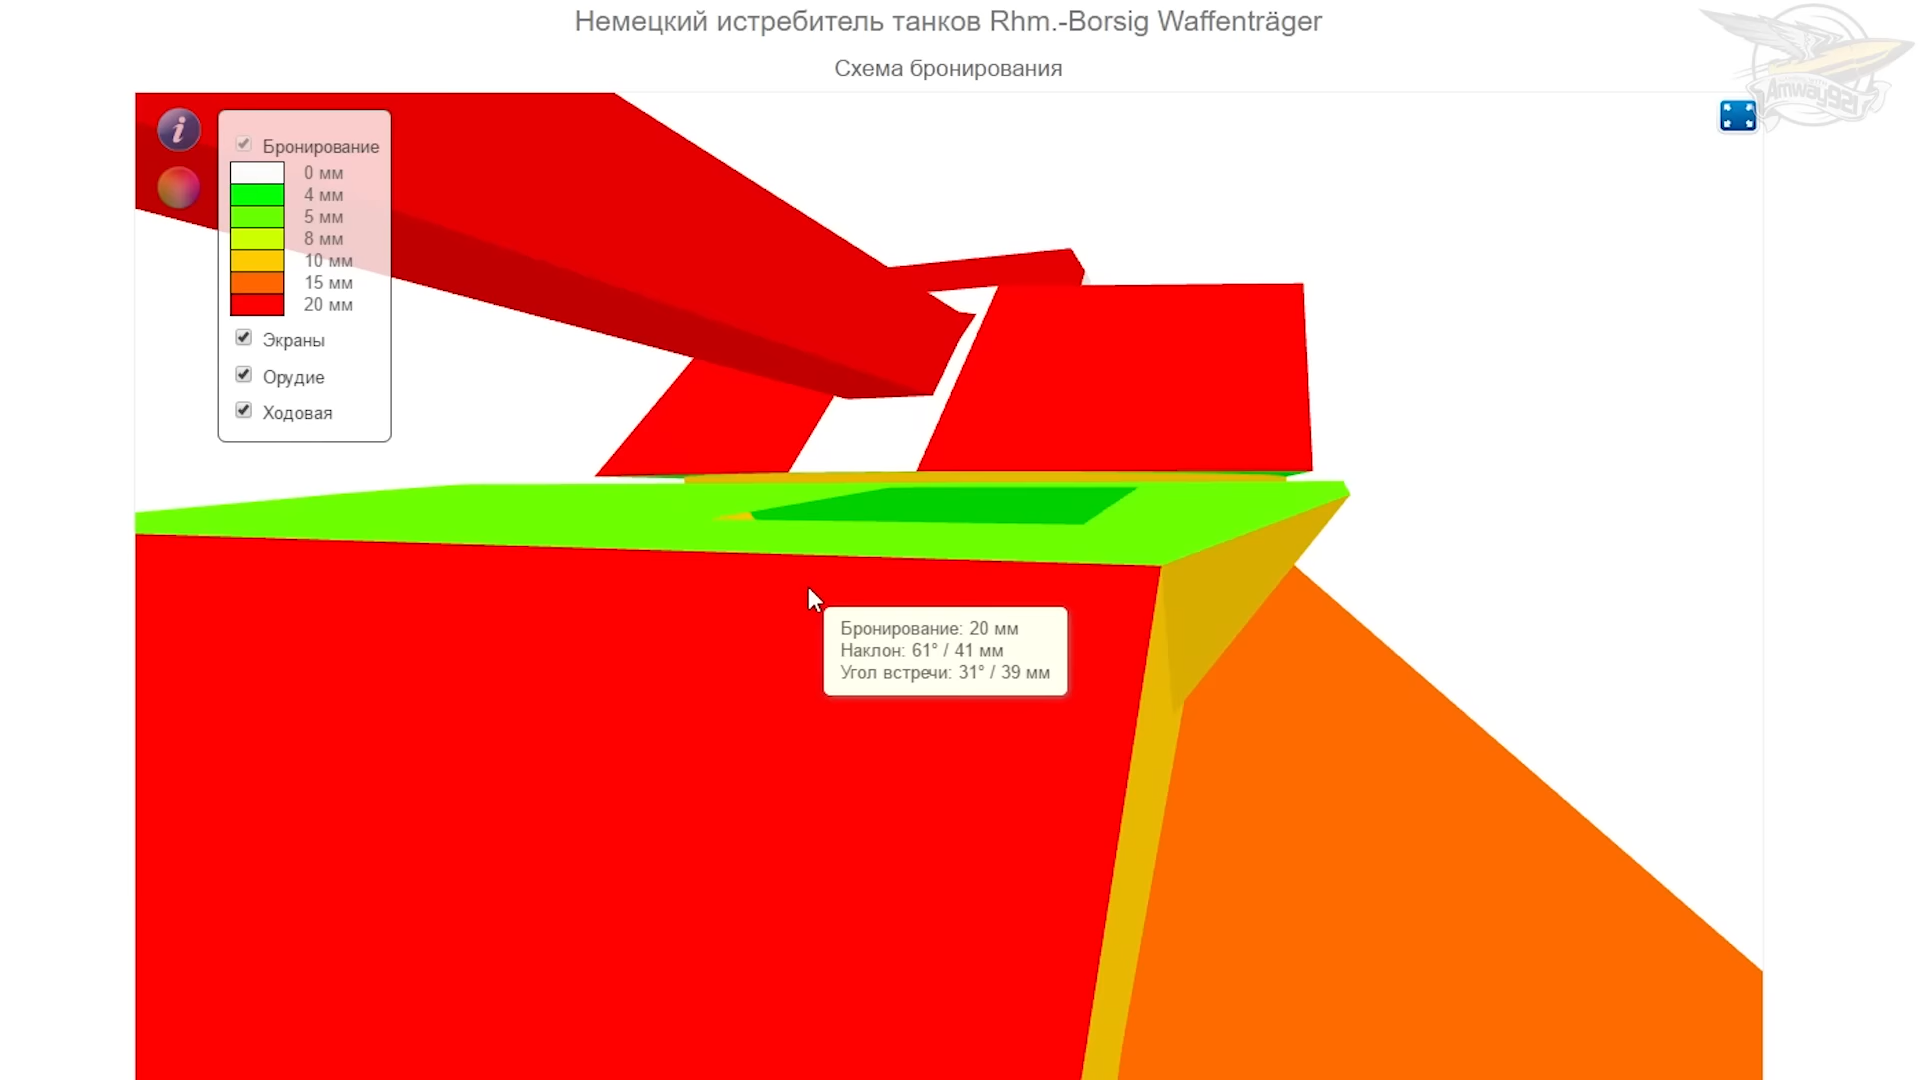 Немецкий истребитель танков Rhm.-Borsig Waffenträger
Схема бронирования
Amway921
i
Бронирование
0 мм
4 мм
5 мм
8 мм
10 мм
15 мм
20 мм
Экраны
Орудие
Ходовая
Бронирование: 20 мм
Наклон: 61° / 41 мм
Угол встречи: 31° / 39 мм